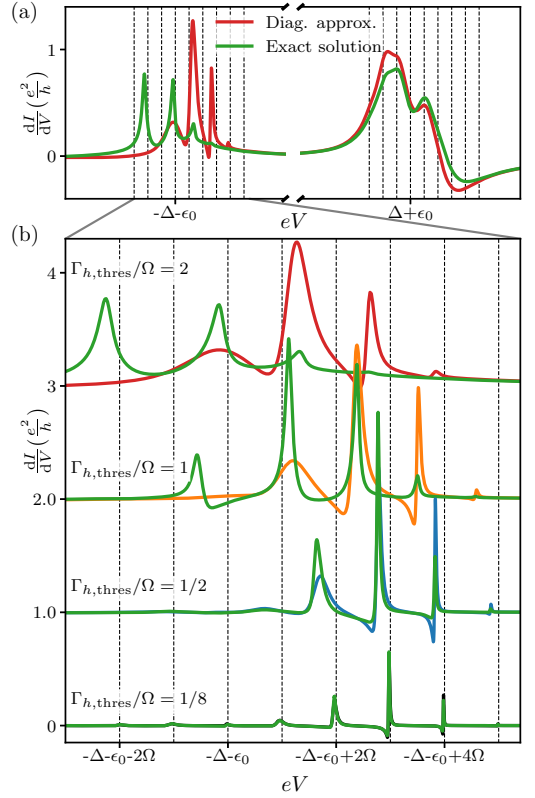 (a)
Diag. approx.
Exact solution
dI/dV (e²/h)
1
0
-Δ-ϵ₀
eV
Δ+ϵ₀
(b)
Γh,thres/Ω = 2
4
3
dI/dV (e²/h)
Γh,thres/Ω = 1
2.0
Γh,thres/Ω = 1/2
1.0
Γh,thres/Ω = 1/8
0
-Δ-ϵ₀-2Ω -Δ-ϵ₀ -Δ-ϵ₀+2Ω -Δ-ϵ₀+4Ω
eV